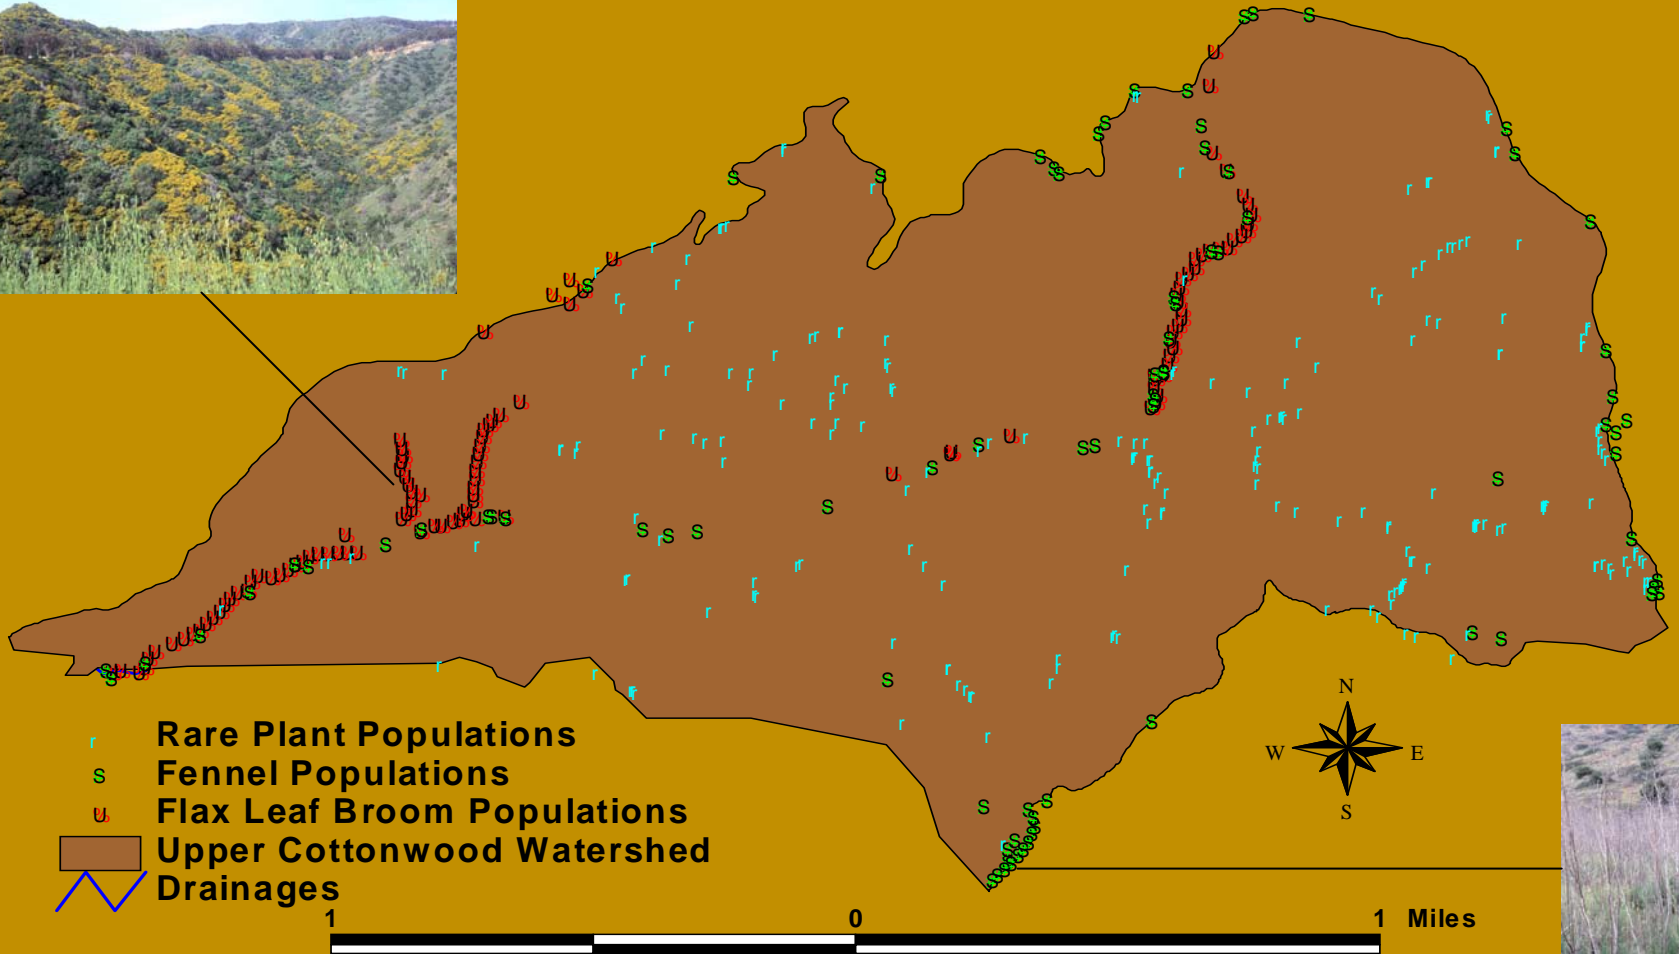 N
W E
S
Rare Plant Populations
Fennel Populations
Flax Leaf Broom Populations
Upper Cottonwood Watershed
Drainages
1 0 1 Miles